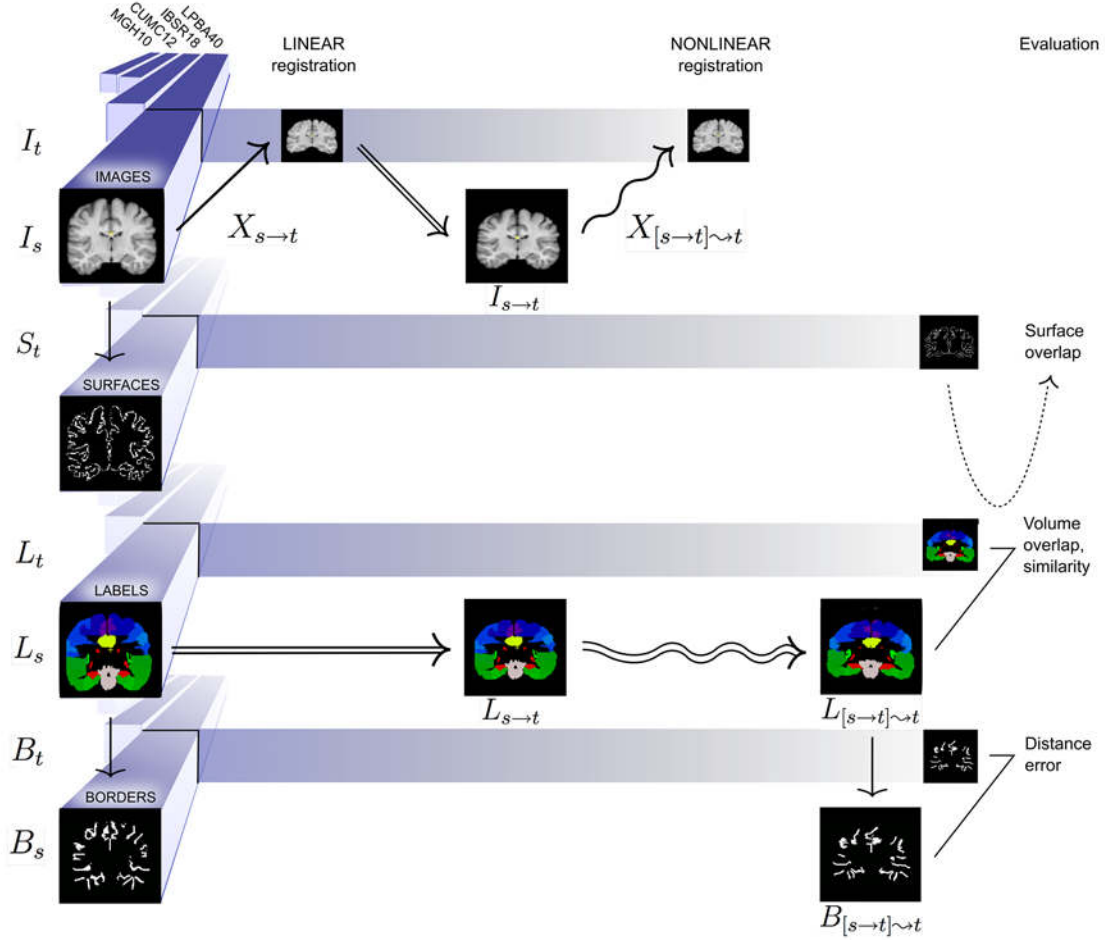 MGH10
CUMC12
IBSR18
LPBA40
LINEAR
registration
NONLINEAR
registration
Evaluation
I_t
IMAGES
I_s
X_{s→t}
X_{[s→t]↝t}
I_{s→t}
S_t
Surface
overlap
SURFACES
L_t
Volume
overlap,
similarity
LABELS
L_s
L_{s→t}
L_{[s→t]↝t}
B_t
Distance
error
BORDERS
B_s
B_{[s→t]↝t}